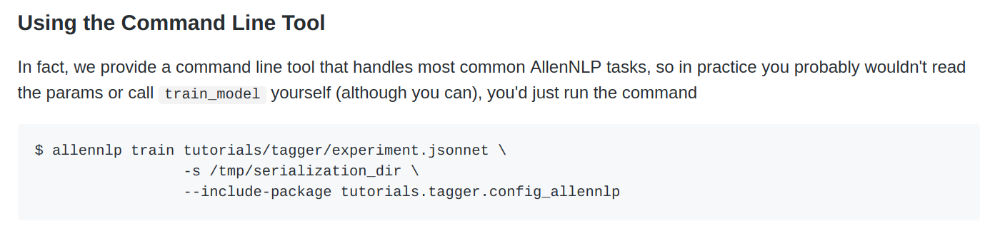 Using the Command Line Tool
In fact, we provide a command line tool that handles most common AllenNLP tasks, so in practice you probably wouldn't read
the params or call train_model yourself (although you can), you'd just run the command
$ allennlp train tutorials/tagger/experiment.jsonnet \
-s /tmp/serialization_dir \
--include-package tutorials.tagger.config_allennlp